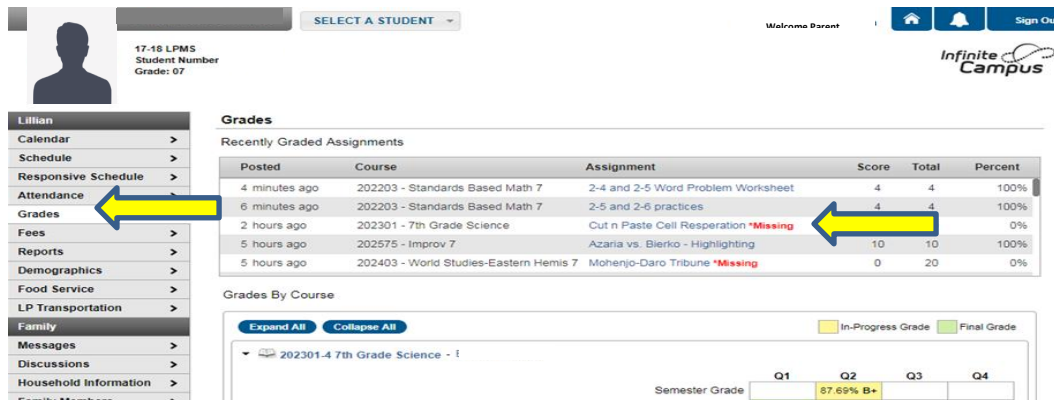 SELECT A STUDENT
Welcome Parent
Sign Ou
17-18 LPMS
Student Number
Grade: 07
Infinite Campus
Lillian
Calendar >
Schedule >
Responsive Schedule >
Attendance
Grades
Fees >
Reports >
Demographics >
Food Service >
LP Transportation >
Family
Messages >
Discussions >
Household Information >
Family Members
Grades
Recently Graded Assignments
Posted Course Assignment Score Total Percent
4 minutes ago 202203 - Standards Based Math 7 2-4 and 2-5 Word Problem Worksheet 4 4 100%
6 minutes ago 202203 - Standards Based Math 7 2-5 and 2-6 practices 4 4 100%
2 hours ago 202301 - 7th Grade Science Cut n Paste Cell Resperation *Missing 0%
5 hours ago 202575 - Improv 7 Azaria vs. Bierko - Highlighting 10 10 100%
5 hours ago 202403 - World Studies-Eastern Hemis 7 Mohenjo-Daro Tribune *Missing 0 20 0%
Grades By Course
Expand All Collapse All In-Progress Grade Final Grade
202301-4 7th Grade Science -
Q1 Q2 Q3 Q4
Semester Grade 87.69% B+